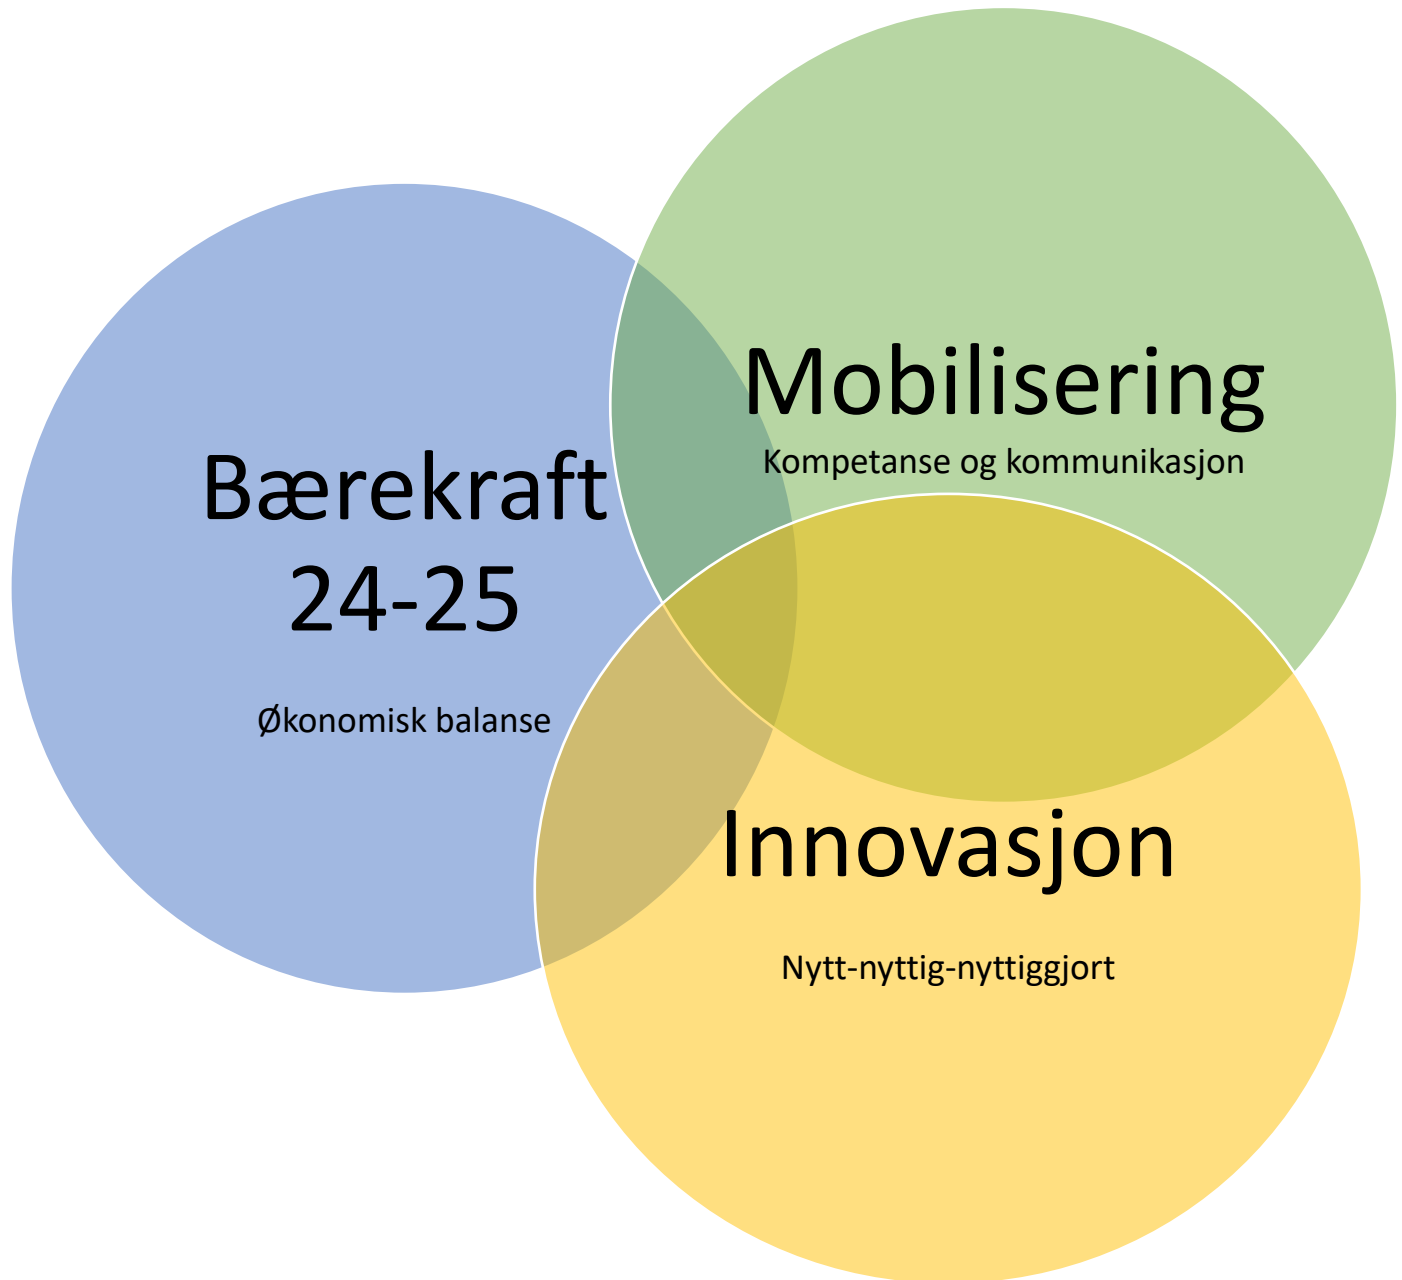 Mobilisering
Kompetanse og kommunikasjon
Bærekraft
24-25
Økonomisk balanse
Innovasjon
Nytt-nyttig-nyttiggjort